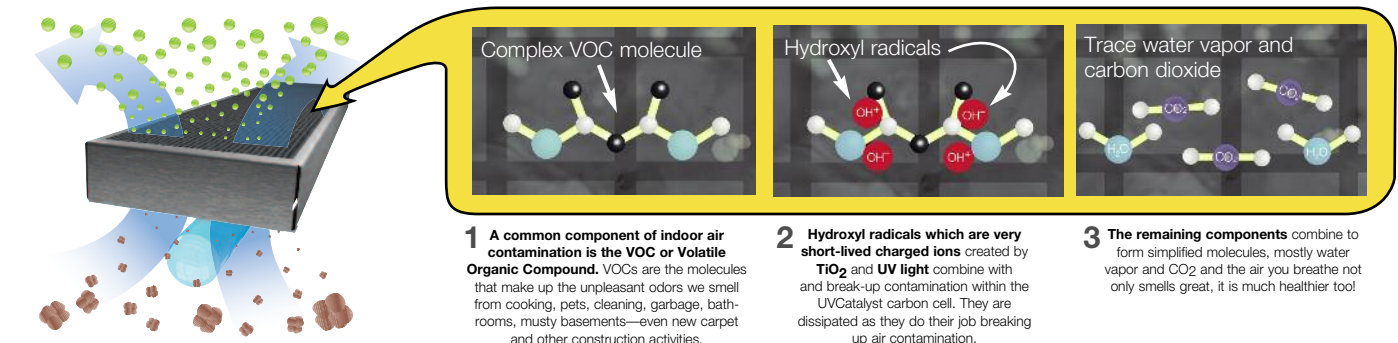 Complex VOC molecule
Hydroxyl radicals
OH+
OH-
OH-
OH+
Trace water vapor and
carbon dioxide
CO2
CO2
H2O
CO2
H2O
1 A common component of indoor air
contamination is the VOC or Volatile
Organic Compound. VOCs are the molecules
that make up the unpleasant odors we smell
from cooking, pets, cleaning, garbage, bath-
rooms, musty basements—even new carpet
and other construction activities.
2 Hydroxyl radicals which are very
short-lived charged ions created by
TiO2 and UV light combine with
and break-up contamination within the
UVCatalyst carbon cell. They are
dissipated as they do their job breaking
up air contamination.
3 The remaining components combine to
form simplified molecules, mostly water
vapor and CO2 and the air you breathe not
only smells great, it is much healthier too!